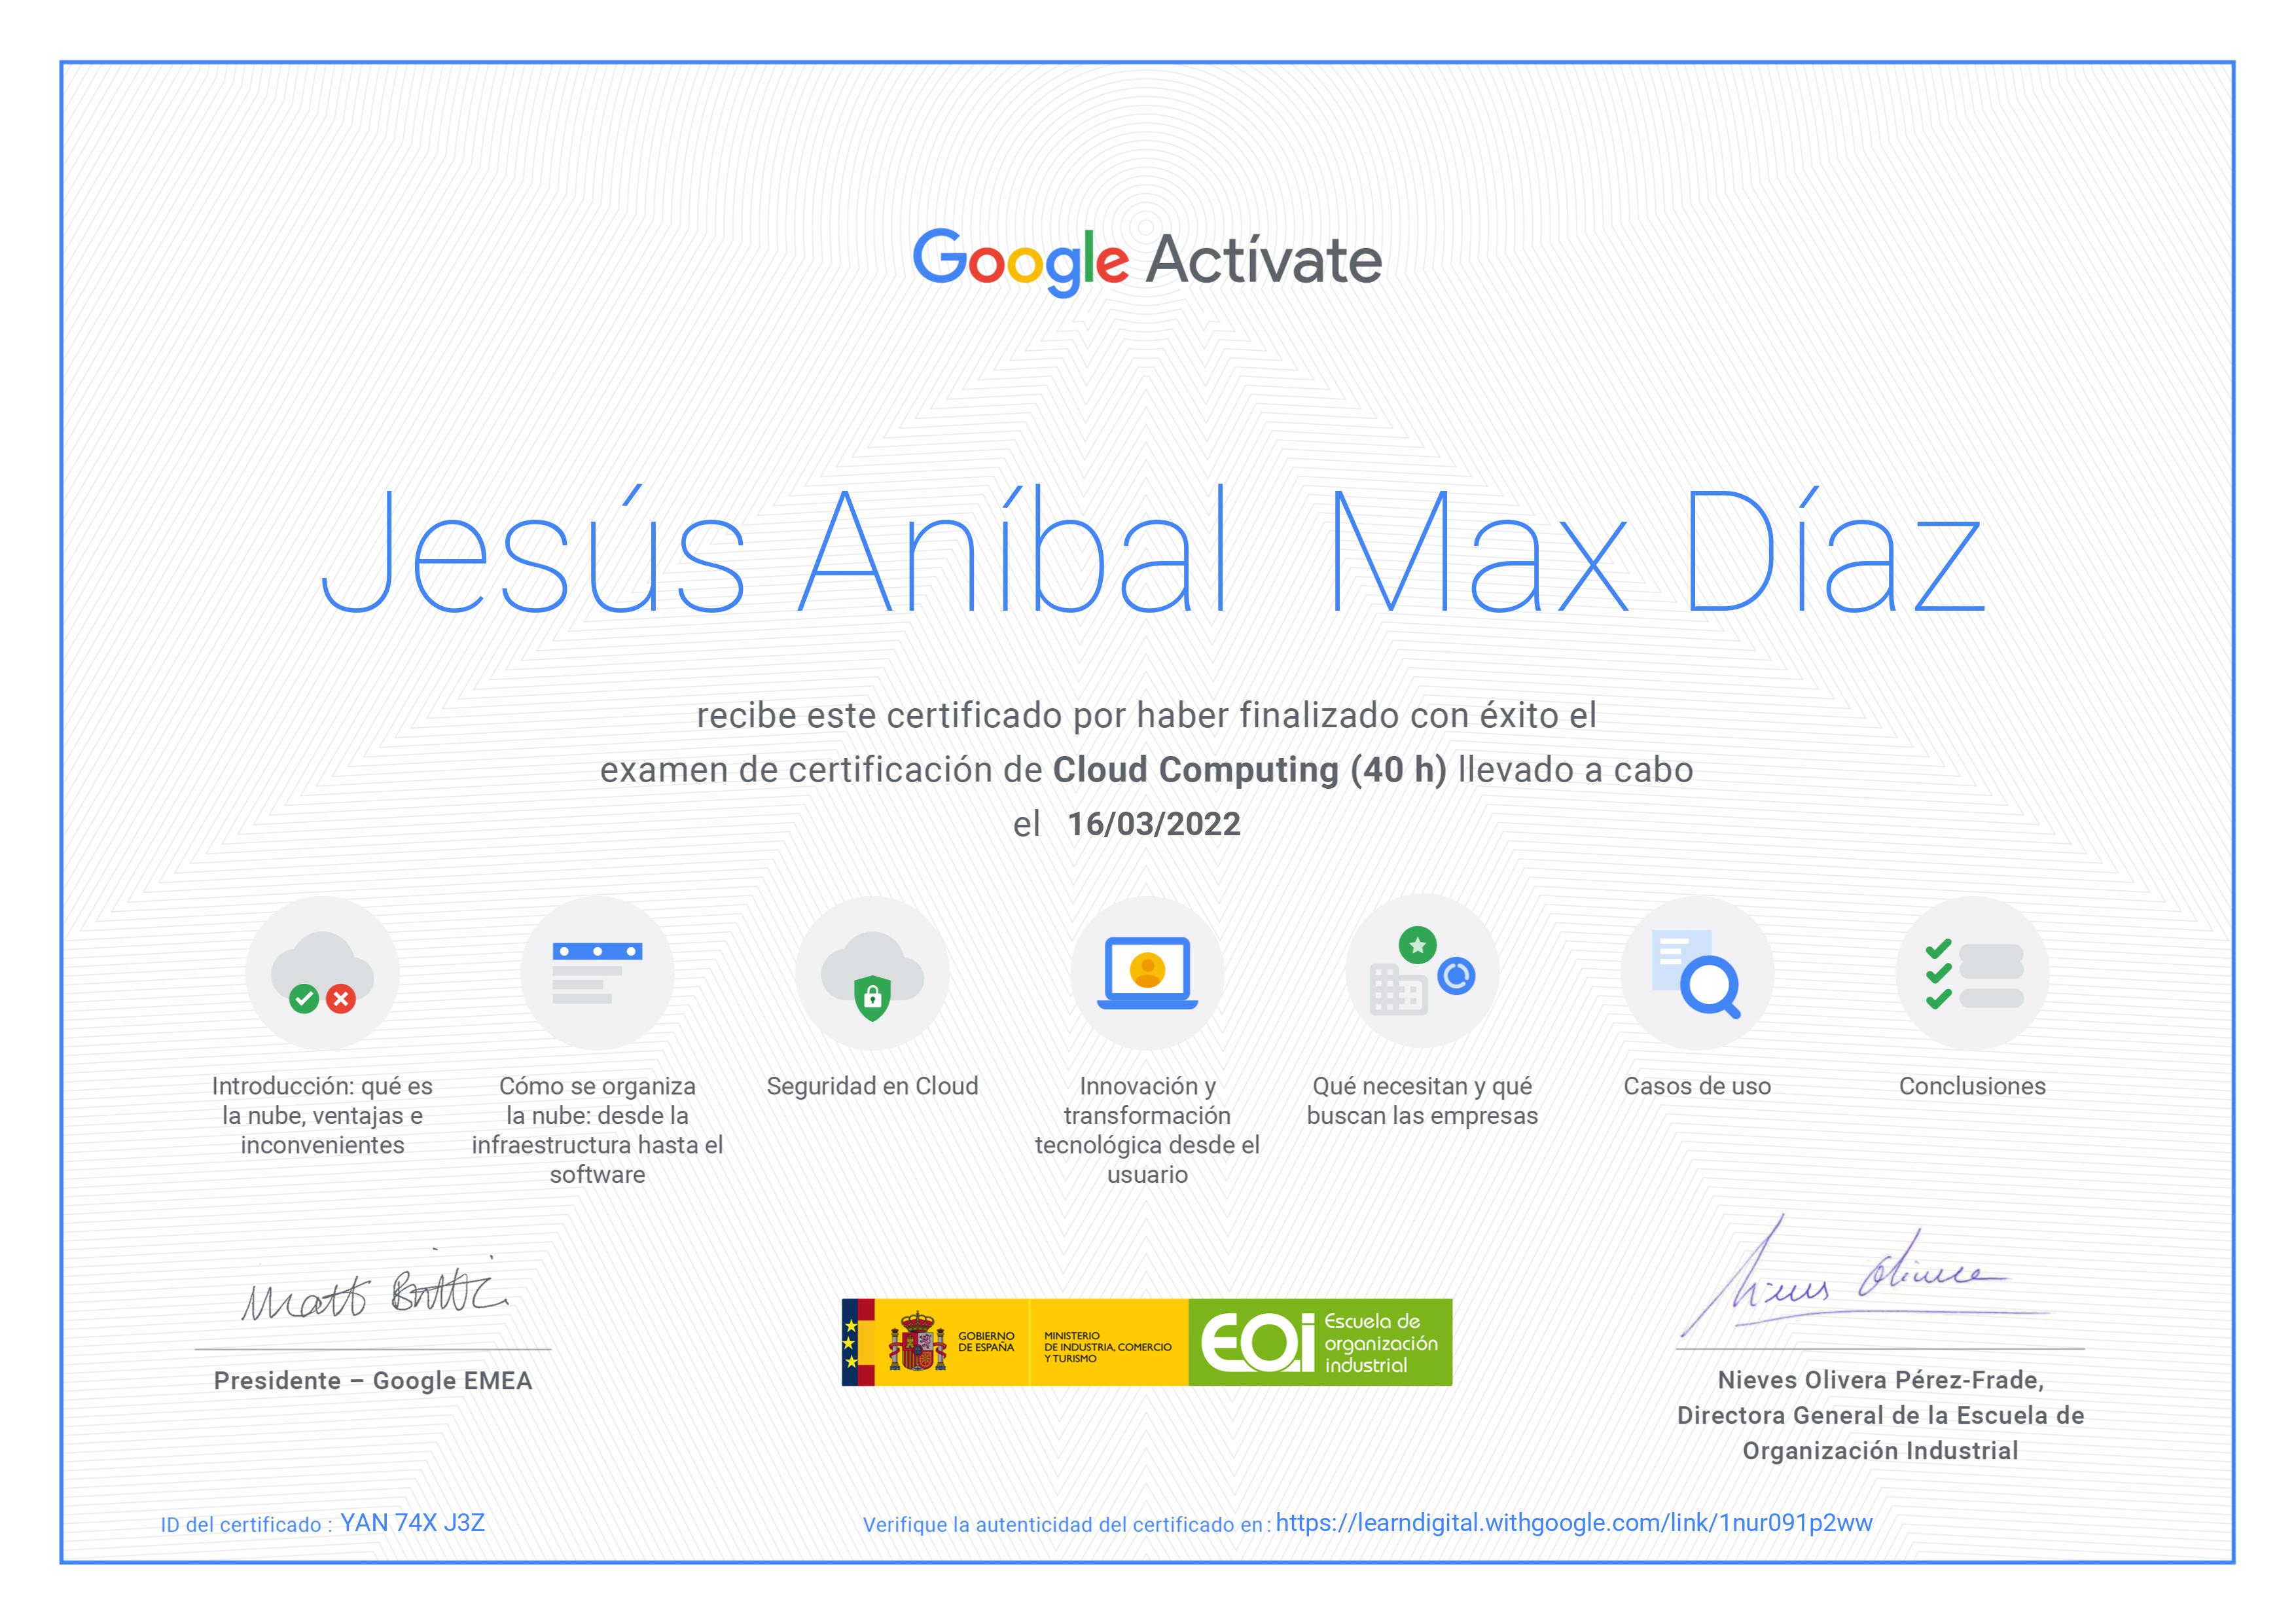 Google Actívate
Jesús Aníbal Max Díaz
recibe este certificado por haber finalizado con éxito el
examen de certificación de Cloud Computing (40 h) llevado a cabo
el 16/03/2022
Introducción: qué es
la nube, ventajas e
inconvenientes
Cómo se organiza
la nube: desde la
infraestructura hasta el
software
Seguridad en Cloud
Innovación y
transformación
tecnológica desde el
usuario
Qué necesitan y qué
buscan las empresas
Casos de uso
Conclusiones
Matt Brittin
Presidente – Google EMEA
GOBIERNO
DE ESPAÑA
MINISTERIO
DE INDUSTRIA, COMERCIO
Y TURISMO
EOI
Escuela de
organización
industrial
Nieves Olivera
Nieves Olivera Pérez-Frade,
Directora General de la Escuela de
Organización Industrial
ID del certificado : YAN 74X J3Z
Verifique la autenticidad del certificado en : https://learndigital.withgoogle.com/link/1nur091p2ww